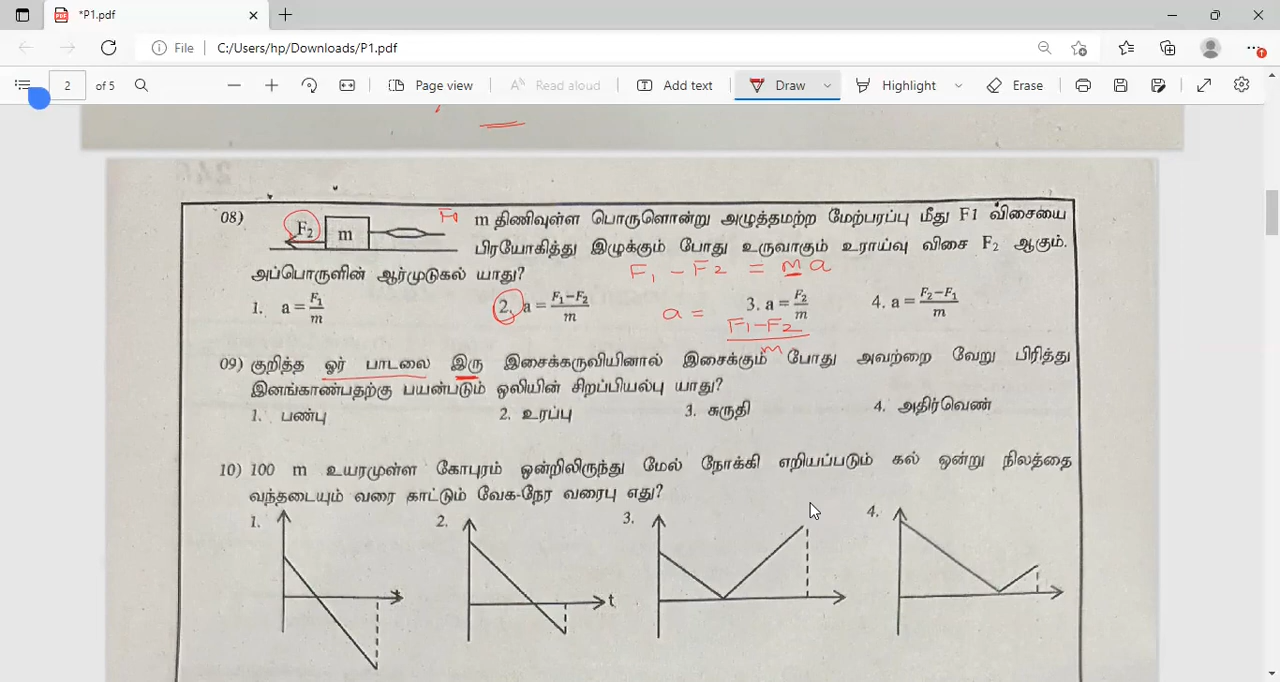 *P1.pdf
File C:/Users/hp/Downloads/P1.pdf
2 of 5 Page view Read aloud Add text Draw Highlight Erase
08) F₂ m F₁ m திணிவுள்ள பொருளொன்று அழுத்தமற்ற மேற்பரப்பு மீது F1 விசையை
பிரயோகித்து இழுக்கும் போது உருவாகும் உராய்வு விசை F₂ ஆகும்.
அப்பொருளின் ஆர்முடுகல் யாது? F₁ - F₂ = ma
1. a = F₁/m 2. a = F₁-F₂/m 3. a = F₂/m 4. a = F₂-F₁/m
a = F₁-F₂/m
09) குறித்த ஓர் பாடலை இரு இசைக்கருவியினால் இசைக்கும் போது அவற்றை வேறு பிரித்து
இனங்காண்பதற்கு பயன்படும் ஒலியின் சிறப்பியல்பு யாது?
1. பண்பு 2. உரப்பு 3. சுருதி 4. அதிர்வெண்
10) 100 m உயரமுள்ள கோபுரம் ஒன்றிலிருந்து மேல் நோக்கி எறியப்படும் கல் ஒன்று நிலத்தை
வந்தடையும் வரை காட்டும் வேக-நேர வரைபு எது?
1. 2. 3. 4.
t